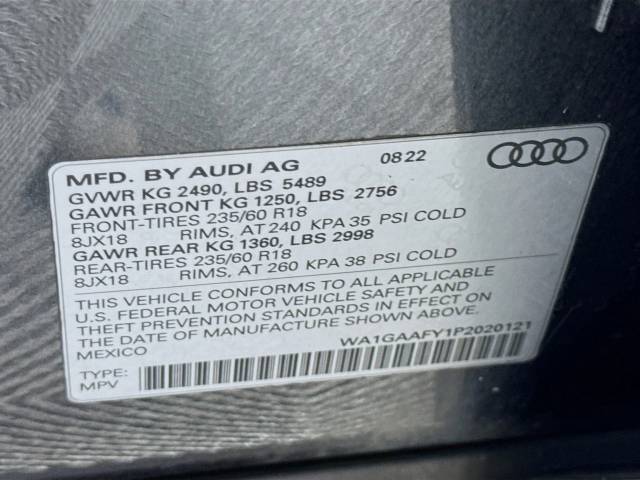 MFD. BY AUDI AG 08 22
GVWR KG 2490, LBS 5489
GAWR FRONT KG 1250, LBS 2756
FRONT-TIRES 235/60 R18
8JX18 RIMS, AT 240 KPA 35 PSI COLD
GAWR REAR KG 1360, LBS 2998
REAR-TIRES 235/60 R18
8JX18 RIMS, AT 260 KPA 38 PSI COLD
THIS VEHICLE CONFORMS TO ALL APPLICABLE
U.S. FEDERAL MOTOR VEHICLE SAFETY AND
THEFT PREVENTION STANDARDS IN EFFECT ON
THE DATE OF MANUFACTURE SHOWN ABOVE.
MEXICO WA1GAAFY1P2020121
TYPE:
MPV